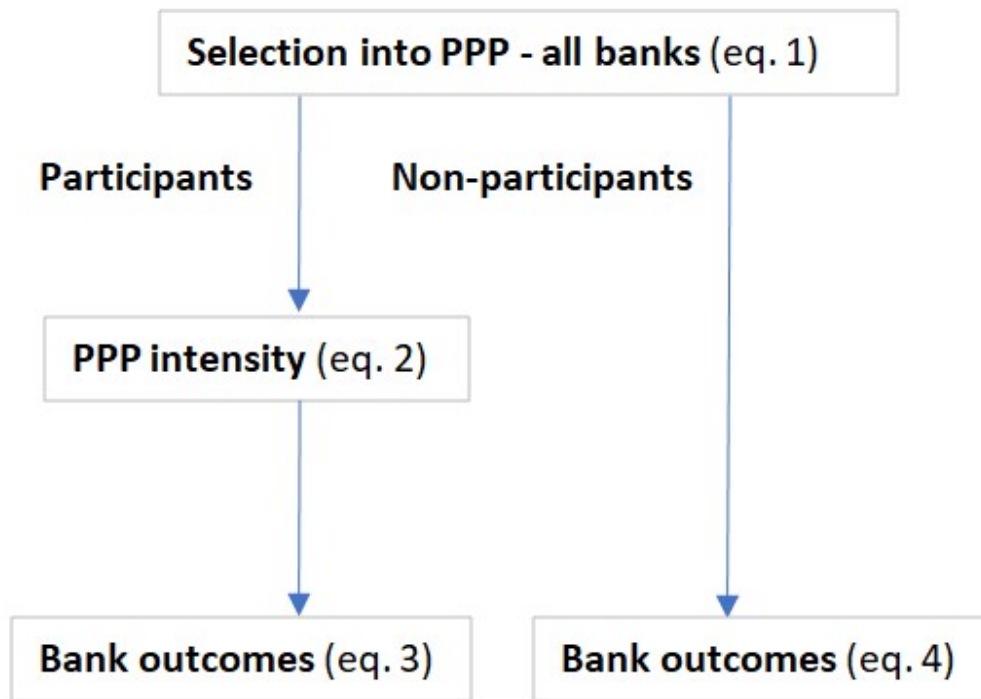 Selection into PPP - all banks (eq. 1)
Participants
Non-participants
PPP intensity (eq. 2)
Bank outcomes (eq. 3)
Bank outcomes (eq. 4)